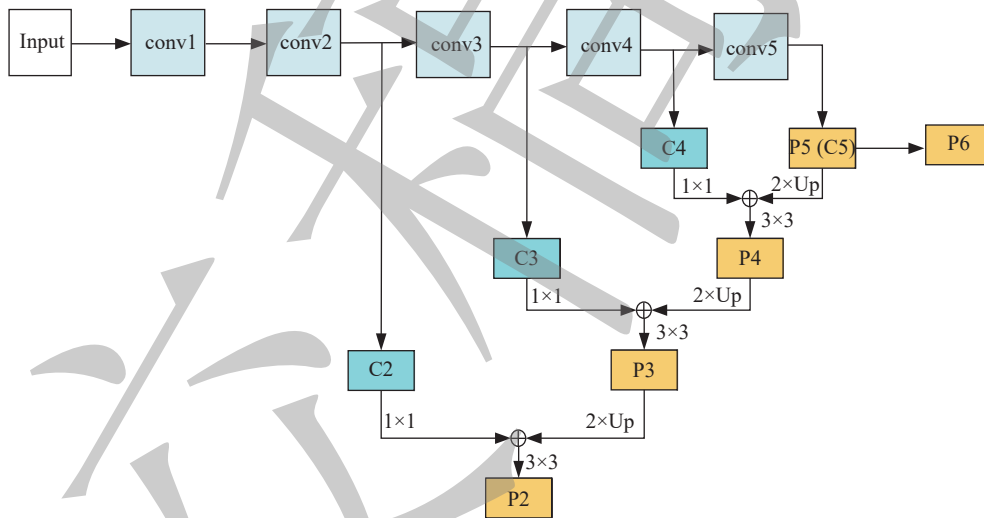 Input
conv1
conv2
conv3
conv4
conv5
C4
P5 (C5)
P6
1×1
2×Up
3×3
C3
P4
1×1
2×Up
3×3
C2
P3
1×1
2×Up
3×3
P2